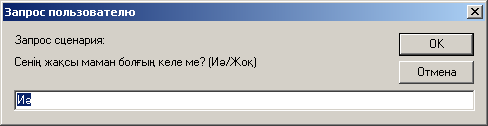 Запрос пользователю
Запрос сценария:
OK
Сенің жақсы маман болғың келе ме? (Иә/Жоқ)
Отмена
Иә